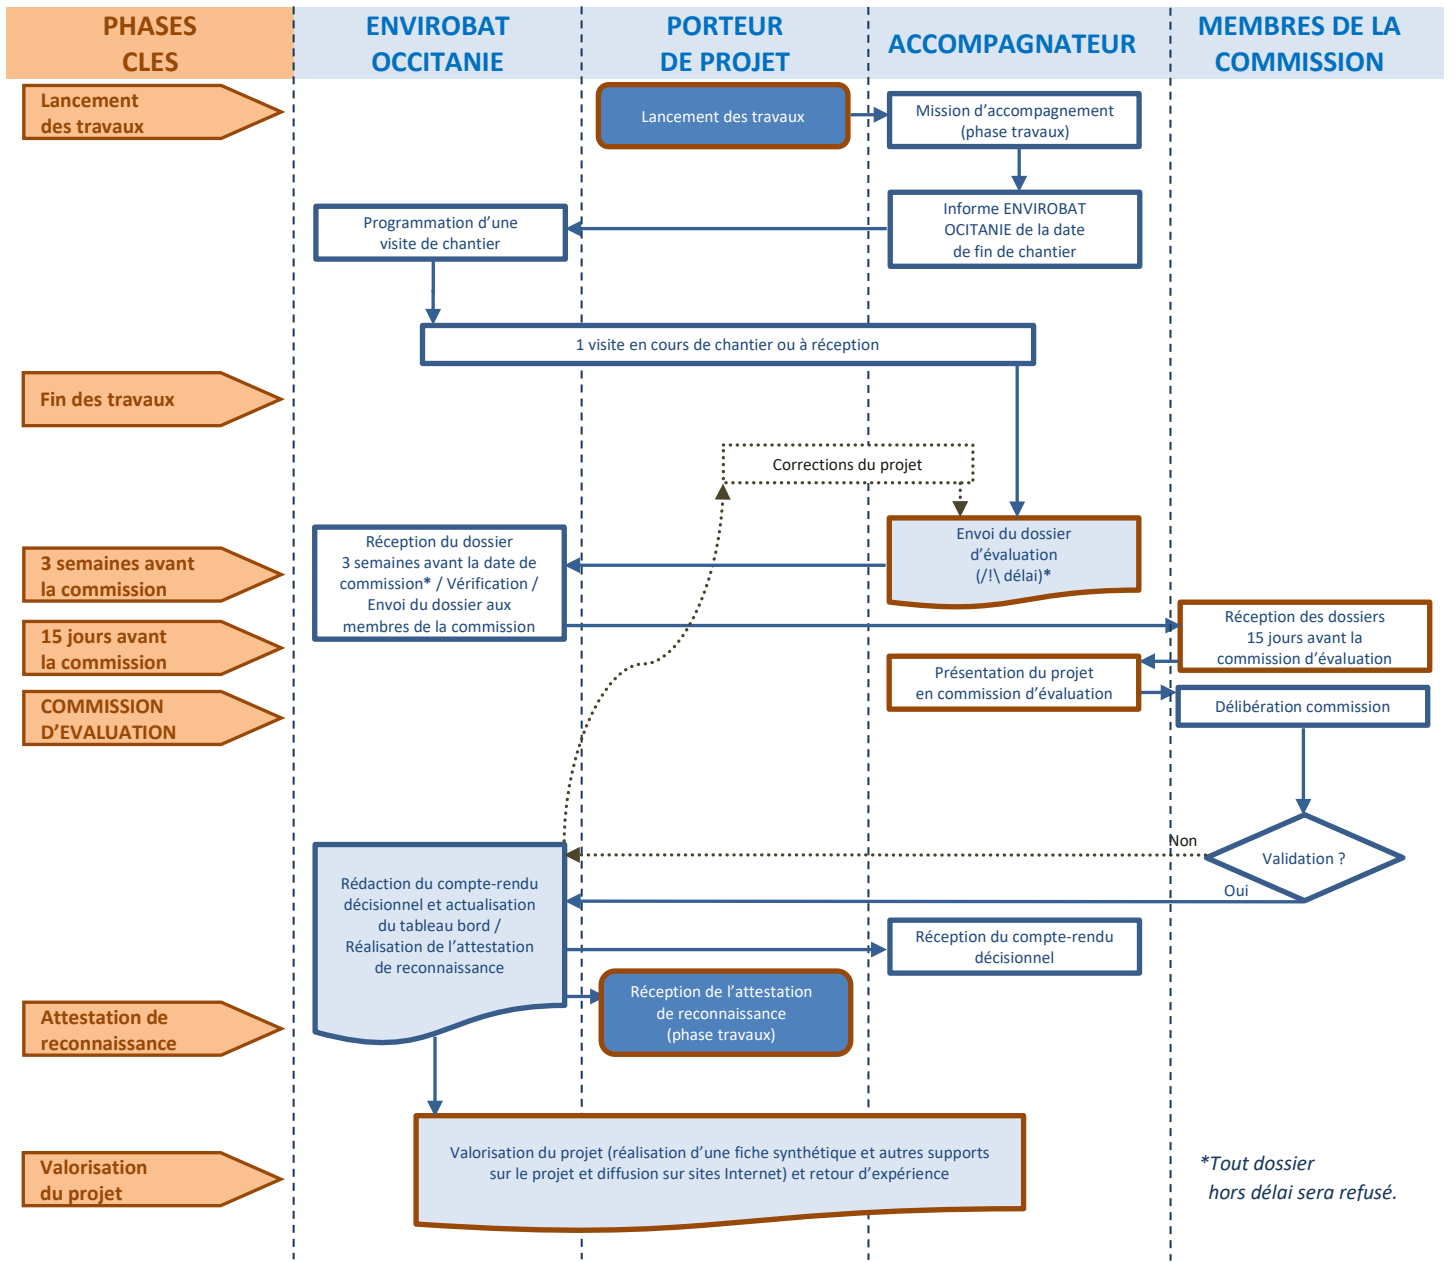 PHASES
CLES
ENVIROBAT
OCCITANIE
PORTEUR
DE PROJET
ACCOMPAGNATEUR
MEMBRES DE LA
COMMISSION
Lancement
des travaux
Lancement des travaux
Mission d’accompagnement
(phase travaux)
Programmation d’une
visite de chantier
Informe ENVIROBAT
OCITANIE de la date
de fin de chantier
1 visite en cours de chantier ou à réception
Fin des travaux
Corrections du projet
3 semaines avant
la commission
Réception du dossier
3 semaines avant la date de
commission* / Vérification /
Envoi du dossier aux
membres de la commission
Envoi du dossier
d’évaluation
(/!\ délai)*
15 jours avant
la commission
Réception des dossiers
15 jours avant la
commission d’évaluation
Présentation du projet
en commission d’évaluation
COMMISSION
D’EVALUATION
Délibération commission
Non
Validation ?
Oui
Rédaction du compte-rendu
décisionnel et actualisation
du tableau bord /
Réalisation de l’attestation
de reconnaissance
Réception du compte-rendu
décisionnel
Attestation de
reconnaissance
Réception de l’attestation
de reconnaissance
(phase travaux)
Valorisation
du projet
Valorisation du projet (réalisation d’une fiche synthétique et autres supports
sur le projet et diffusion sur sites Internet) et retour d’expérience
*Tout dossier
hors délai sera refusé.